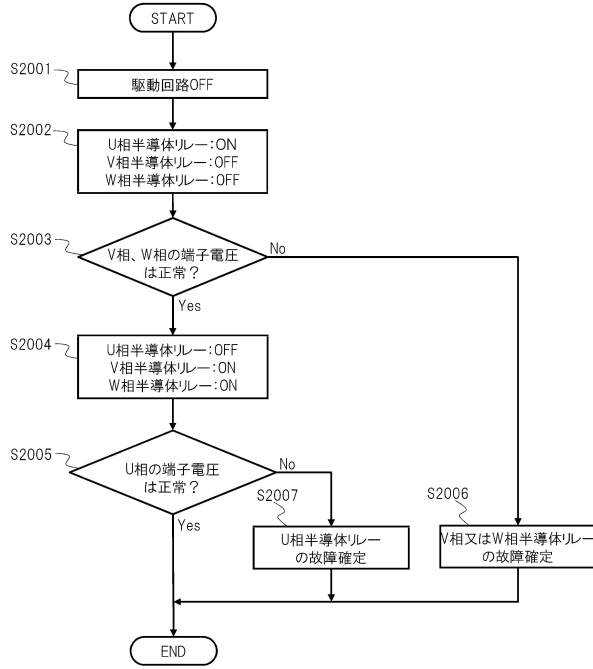 START
S2001
駆動回路OFF
S2002
U相半導体リレー：ON
V相半導体リレー：OFF
W相半導体リレー：OFF
S2003
V相、W相の端子電圧
は正常？
No
Yes
S2004
U相半導体リレー：OFF
V相半導体リレー：ON
W相半導体リレー：ON
S2005
U相の端子電圧
は正常？
No
Yes
S2007
U相半導体リレー
の故障確定
S2006
V相又はW相半導体リレー
の故障確定
END